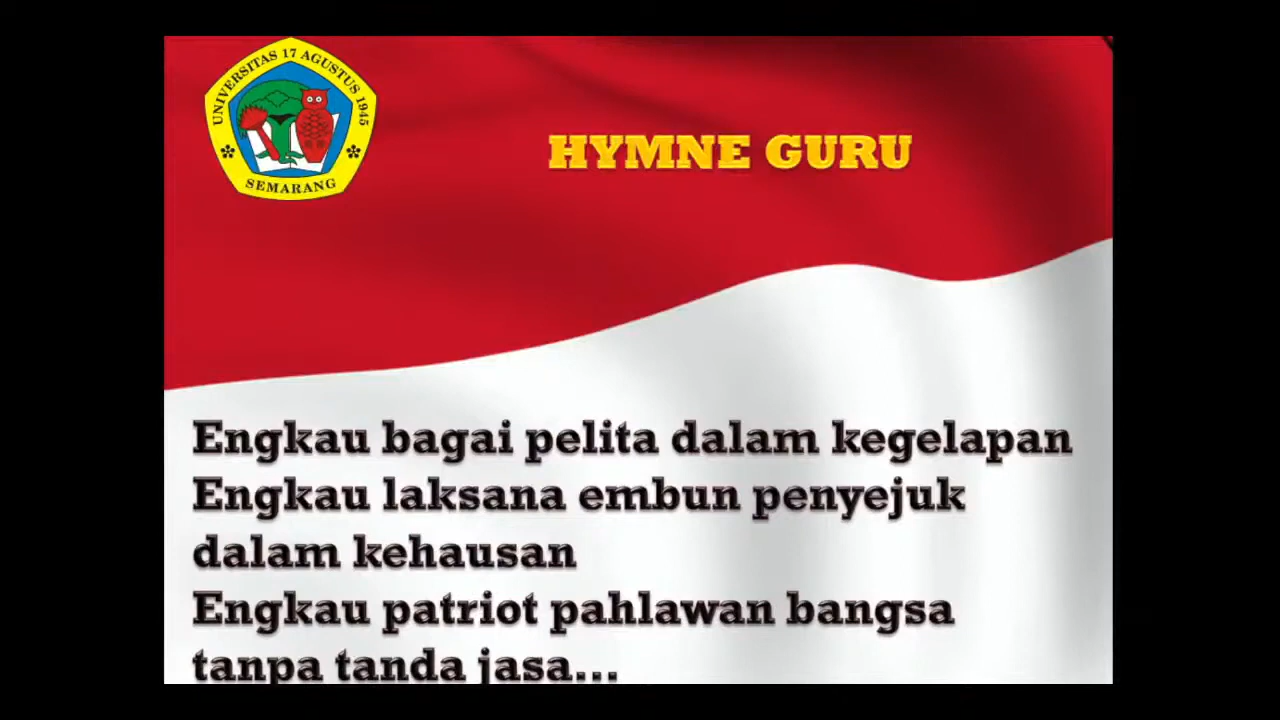 UNIVERSITAS 17 AGUSTUS 1945
SEMARANG
HYMNE GURU
Engkau bagai pelita dalam kegelapan
Engkau laksana embun penyejuk
dalam kehausan
Engkau patriot pahlawan bangsa
tanpa tanda jasa...